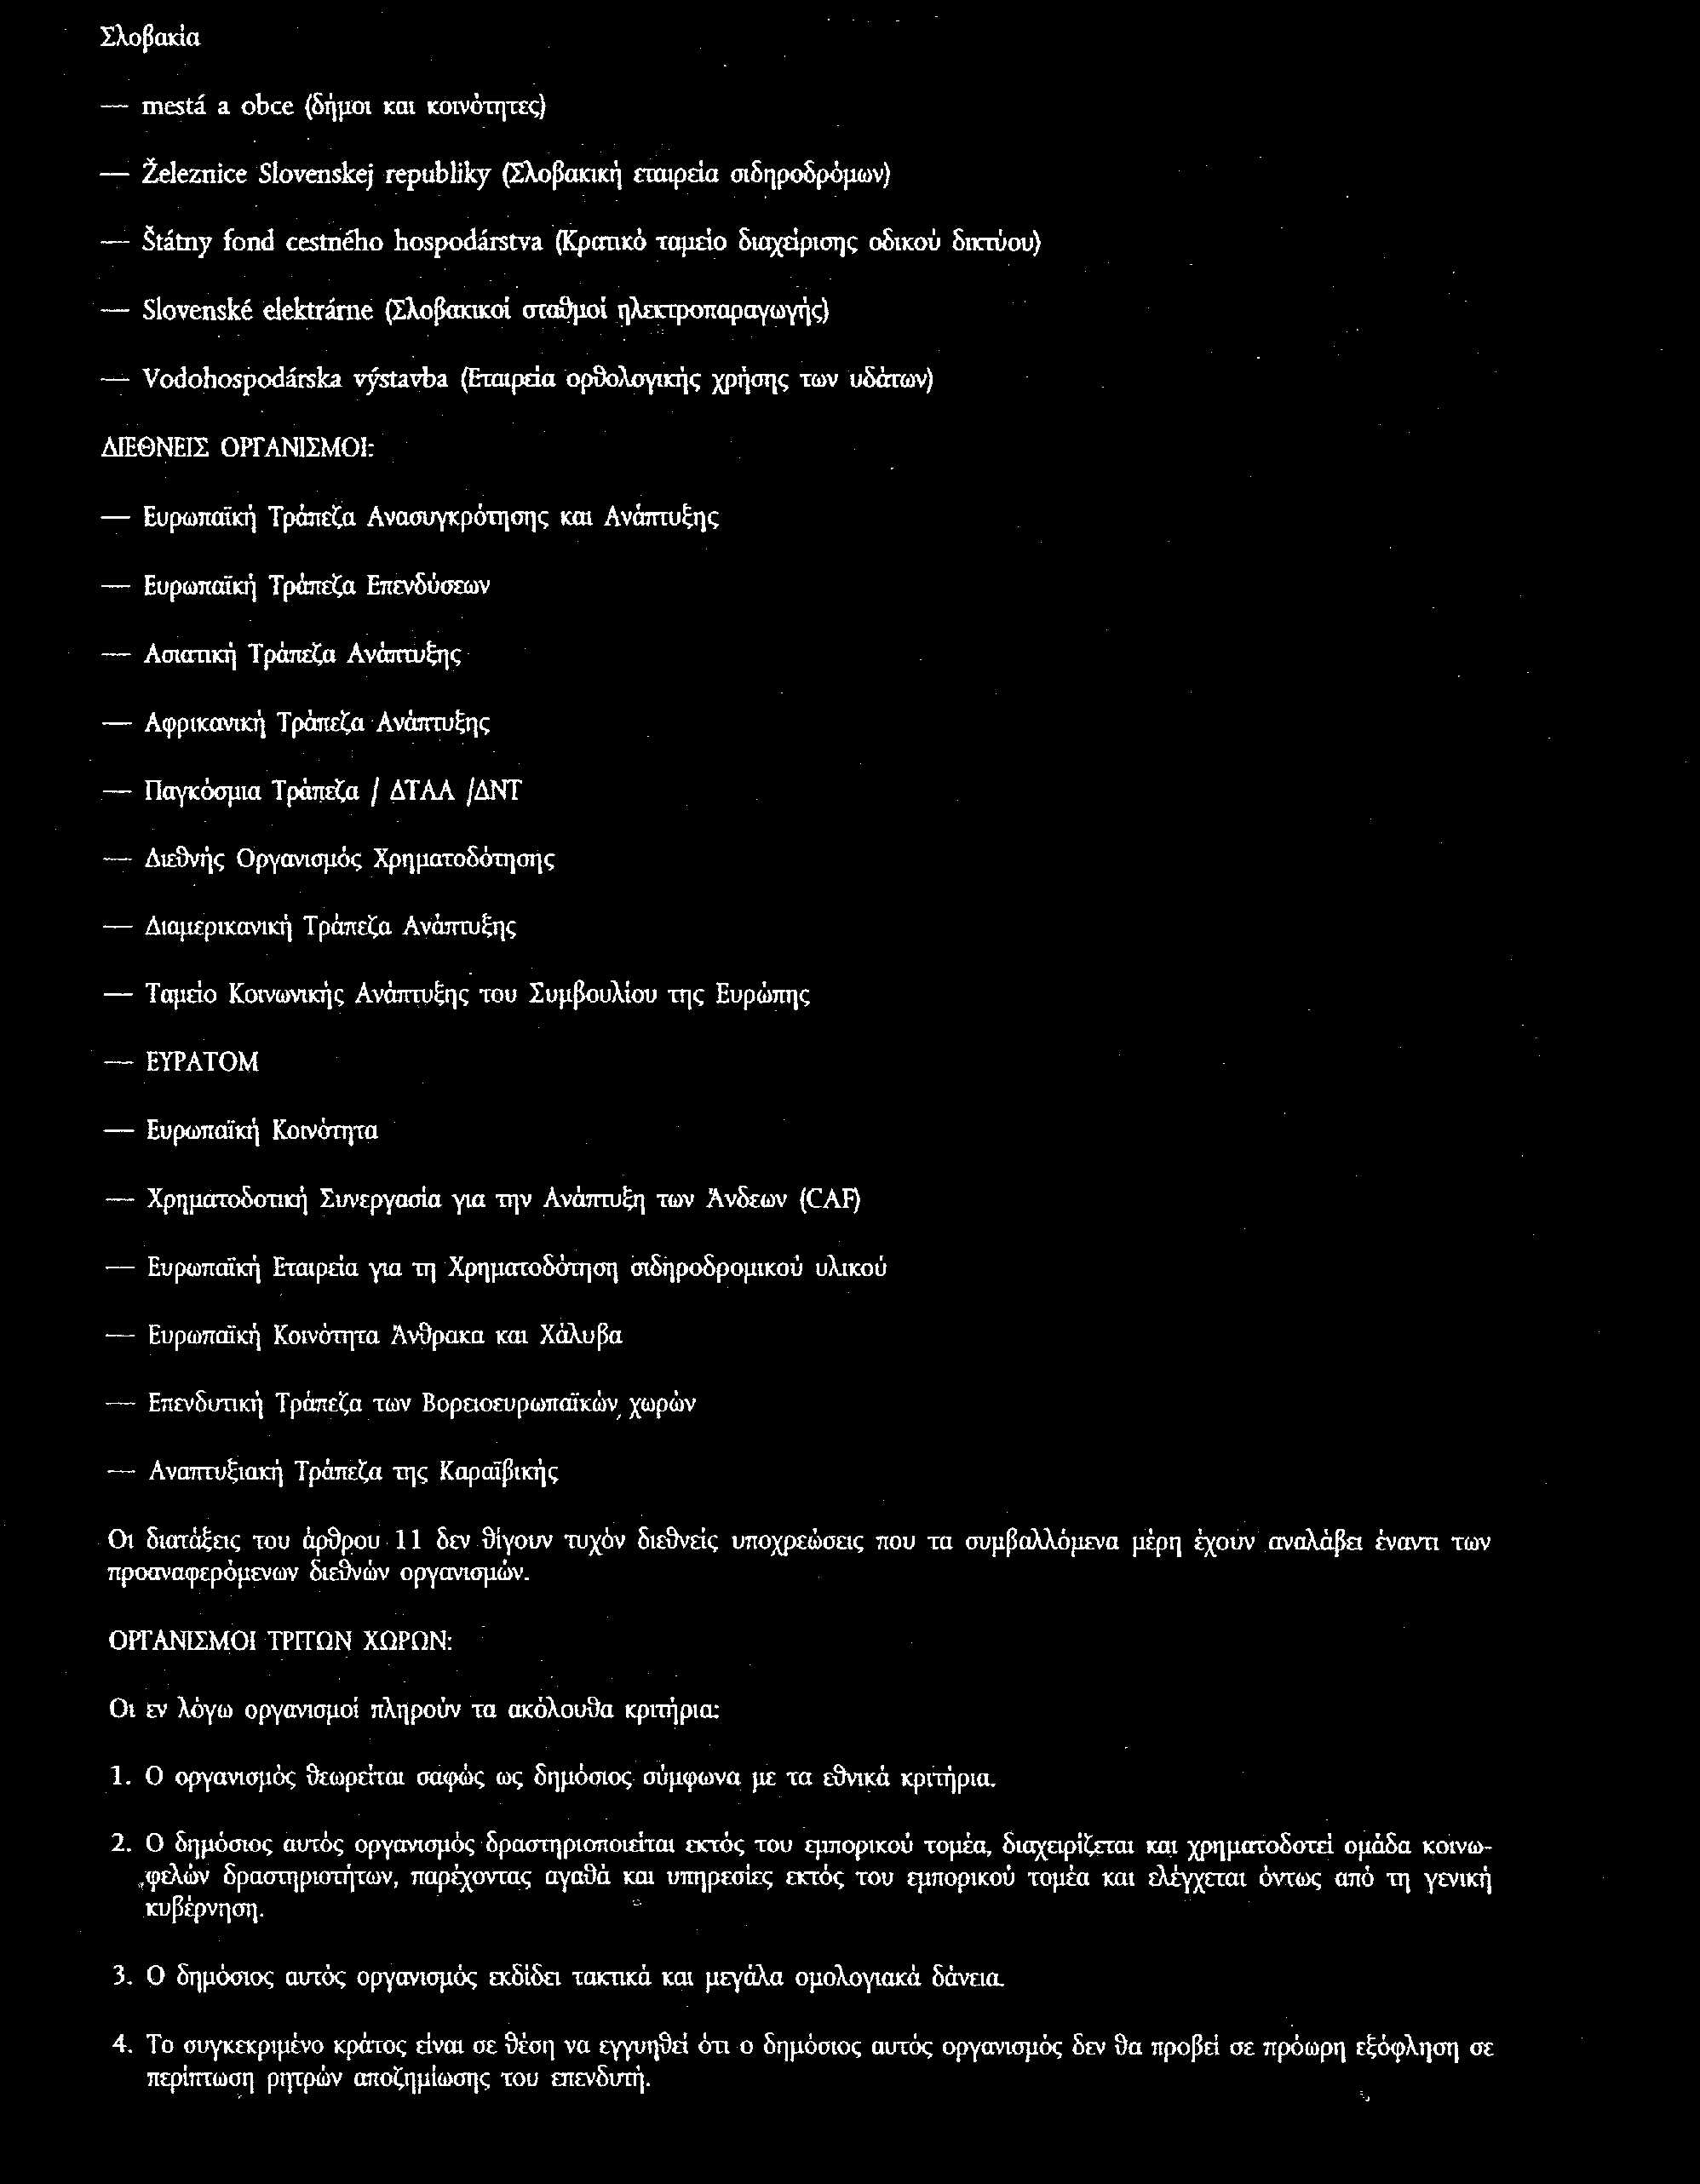 Σλοβακία
— mestá a obce (δήμοι και κοινότητες)
— Železnice Slovenskej republiky (Σλοβακική εταιρεία σιδηροδρόμων)
— Štátny fond cestného hospodárstva (Κρατικό ταμείο διαχείρισης οδικού δικτύου)
— Slovenské elektrárne (Σλοβακικοί σταθμοί ηλεκτροπαραγωγής)
— Vodohospodárska výstavba (Εταιρεία ορθολογικής χρήσης των υδάτων)
ΔΙΕΘΝΕΙΣ ΟΡΓΑΝΙΣΜΟΙ:
— Ευρωπαϊκή Τράπεζα Ανασυγκρότησης και Ανάπτυξης
— Ευρωπαϊκή Τράπεζα Επενδύσεων
— Ασιατική Τράπεζα Ανάπτυξης
— Αφρικανική Τράπεζα Ανάπτυξης
— Παγκόσμια Τράπεζα / ΔΤΑΑ /ΔΝΤ
— Διεθνής Οργανισμός Χρηματοδότησης
— Διαμερικανική Τράπεζα Ανάπτυξης
— Ταμείο Κοινωνικής Ανάπτυξης του Συμβουλίου της Ευρώπης
— ΕΥΡΑΤΟΜ
— Ευρωπαϊκή Κοινότητα
— Χρηματοδοτική Συνεργασία για την Ανάπτυξη των Άνδεων (CAF)
— Ευρωπαϊκή Εταιρεία για τη Χρηματοδότηση σιδηροδρομικού υλικού
— Ευρωπαϊκή Κοινότητα Άνθρακα και Χάλυβα
— Επενδυτική Τράπεζα των Βορειοευρωπαϊκών χωρών
— Αναπτυξιακή Τράπεζα της Καραϊβικής
Οι διατάξεις του άρθρου 11 δεν θίγουν τυχόν διεθνείς υποχρεώσεις που τα συμβαλλόμενα μέρη έχουν αναλάβει έναντι των
προαναφερόμενων διεθνών οργανισμών.
ΟΡΓΑΝΙΣΜΟΙ ΤΡΙΤΩΝ ΧΩΡΩΝ:
Οι εν λόγω οργανισμοί πληρούν τα ακόλουθα κριτήρια:
1. Ο οργανισμός θεωρείται σαφώς ως δημόσιος σύμφωνα με τα εθνικά κριτήρια.
2. Ο δημόσιος αυτός οργανισμός δραστηριοποιείται εκτός του εμπορικού τομέα, διαχειρίζεται και χρηματοδοτεί ομάδα κοινω-
φελών δραστηριοτήτων, παρέχοντας αγαθά και υπηρεσίες εκτός του εμπορικού τομέα και ελέγχεται όντως από τη γενική
κυβέρνηση.
3. Ο δημόσιος αυτός οργανισμός εκδίδει τακτικά και μεγάλα ομολογιακά δάνεια.
4. Το συγκεκριμένο κράτος είναι σε θέση να εγγυηθεί ότι ο δημόσιος αυτός οργανισμός δεν θα προβεί σε πρόωρη εξόφληση σε
περίπτωση ρητρών αποζημίωσης του επενδυτή.